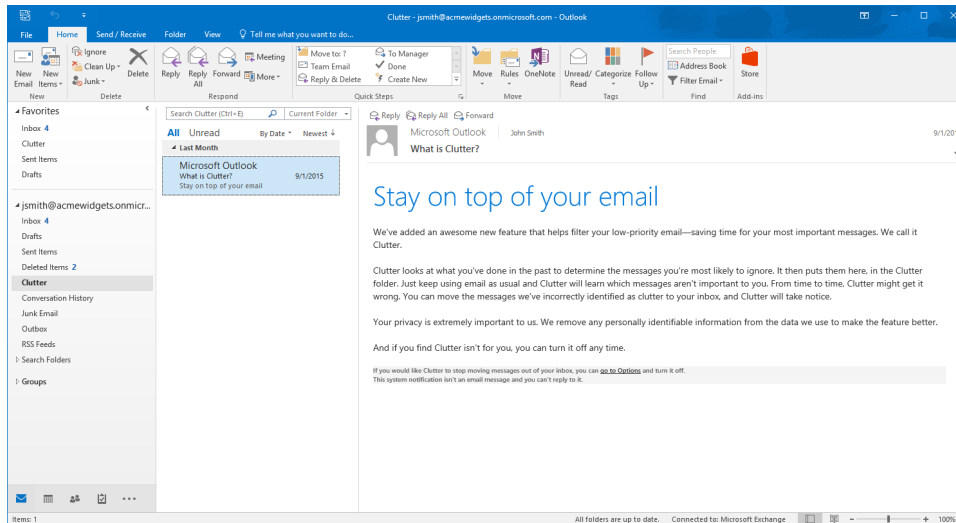 Clutter - jsmith@acmewidgets.onmicrosoft.com - Outlook
File Home Send / Receive Folder View Tell me what you want to do...
New Email
New Items
Ignore
Clean Up
Junk
Delete
Reply
Reply All
Forward
Meeting
More
Move to: ?
Team Email
Reply & Delete
To Manager
Done
Create New
Move
Rules
OneNote
Unread/ Read
Categorize
Follow Up
Search People
Address Book
Filter Email
Store
New Delete Respond Quick Steps Move Tags Find Add-ins
Favorites
Inbox 4
Clutter
Sent Items
Drafts
jsmith@acmewidgets.onmicr...
Inbox 4
Drafts
Sent Items
Deleted Items 2
Clutter
Conversation History
Junk Email
Outbox
RSS Feeds
Search Folders
Groups
Search Clutter (Ctrl+E) Current Folder
All Unread By Date Newest
Last Month
Microsoft Outlook
What is Clutter? 9/1/2015
Stay on top of your email
Reply Reply All Forward
Microsoft Outlook John Smith 9/1/20
What is Clutter?
Stay on top of your email
We've added an awesome new feature that helps filter your low-priority email—saving time for your most important messages. We call it
Clutter.
Clutter looks at what you've done in the past to determine the messages you're most likely to ignore. It then puts them here, in the Clutter
folder. Just keep using email as usual and Clutter will learn which messages aren't important to you. From time to time, Clutter might get it
wrong. You can move the messages we've incorrectly identified as clutter to your inbox, and Clutter will take notice.
Your privacy is extremely important to us. We remove any personally identifiable information from the data we use to make the feature better.
And if you find Clutter isn't for you, you can turn it off any time.
If you would like Clutter to stop moving messages out of your inbox, you can go to Options and turn it off.
This system notification isn't an email message and you can't reply to it.
Items: 1 All folders are up to date. Connected to: Microsoft Exchange 100%